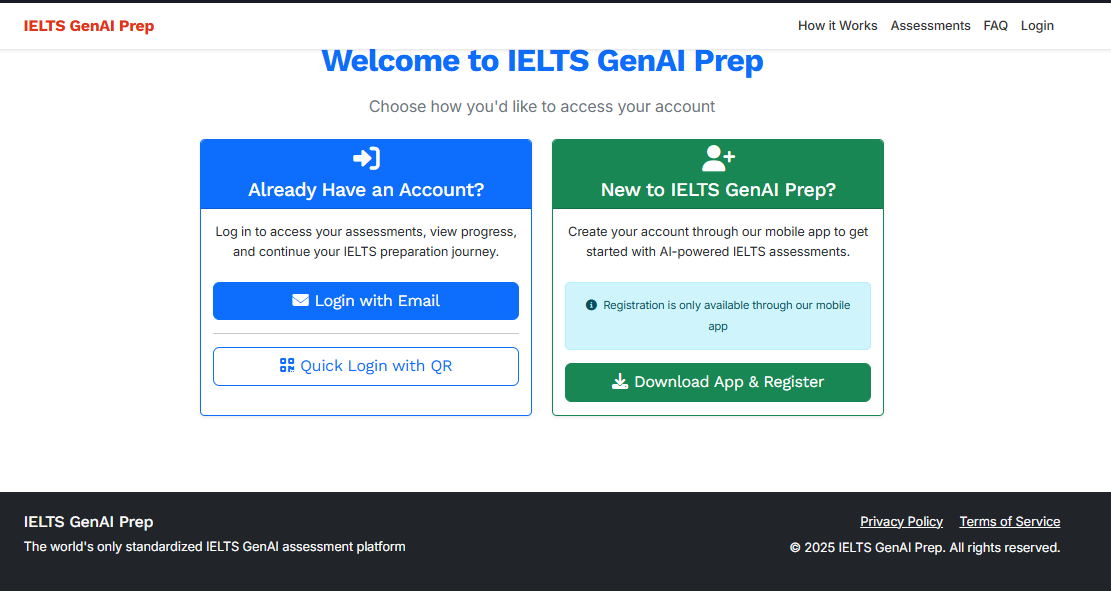 IELTS GenAI Prep
How it Works Assessments FAQ Login
Welcome to IELTS GenAI Prep
Choose how you'd like to access your account
Already Have an Account?
Log in to access your assessments, view progress,
and continue your IELTS preparation journey.
Login with Email
Quick Login with QR
New to IELTS GenAI Prep?
Create your account through our mobile app to get
started with AI-powered IELTS assessments.
Registration is only available through our mobile
app
Download App & Register
IELTS GenAI Prep
The world's only standardized IELTS GenAI assessment platform
Privacy Policy Terms of Service
© 2025 IELTS GenAI Prep. All rights reserved.